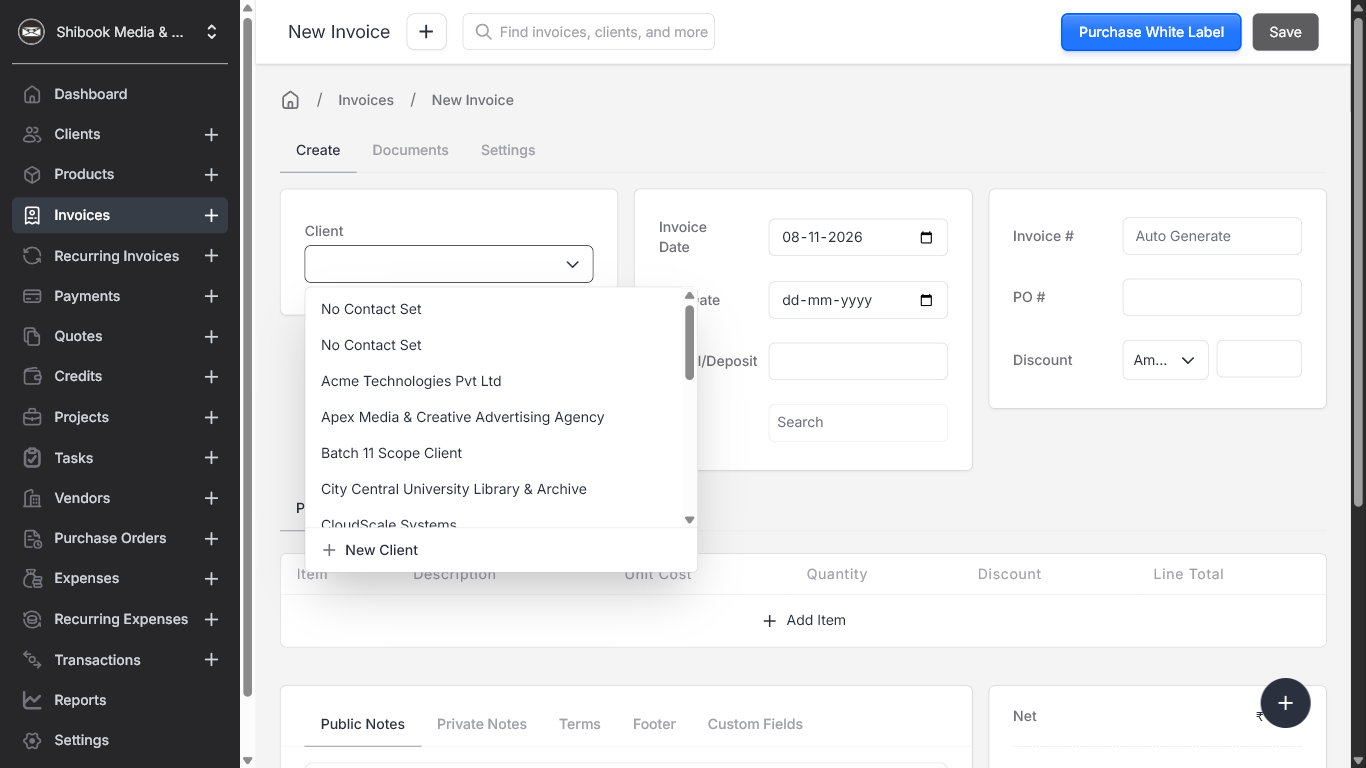 Shibook Media & ...
Dashboard
Clients
Products
Invoices
Recurring Invoices
Payments
Quotes
Credits
Projects
Tasks
Vendors
Purchase Orders
Expenses
Recurring Expenses
Transactions
Reports
Settings
New Invoice
Find invoices, clients, and more
Purchase White Label
Save
/ Invoices / New Invoice
Create
Documents
Settings
Client
No Contact Set
No Contact Set
Acme Technologies Pvt Ltd
Apex Media & Creative Advertising Agency
Batch 11 Scope Client
City Central University Library & Archive
CloudScale Systems
New Client
Invoice
Date
08-11-2026
ate
dd-mm-yyyy
l/Deposit
Search
Invoice #
Auto Generate
PO #
Discount
Am...
P
Item
Description
Unit Cost
Quantity
Discount
Line Total
Add Item
Public Notes
Private Notes
Terms
Footer
Custom Fields
Net
₹